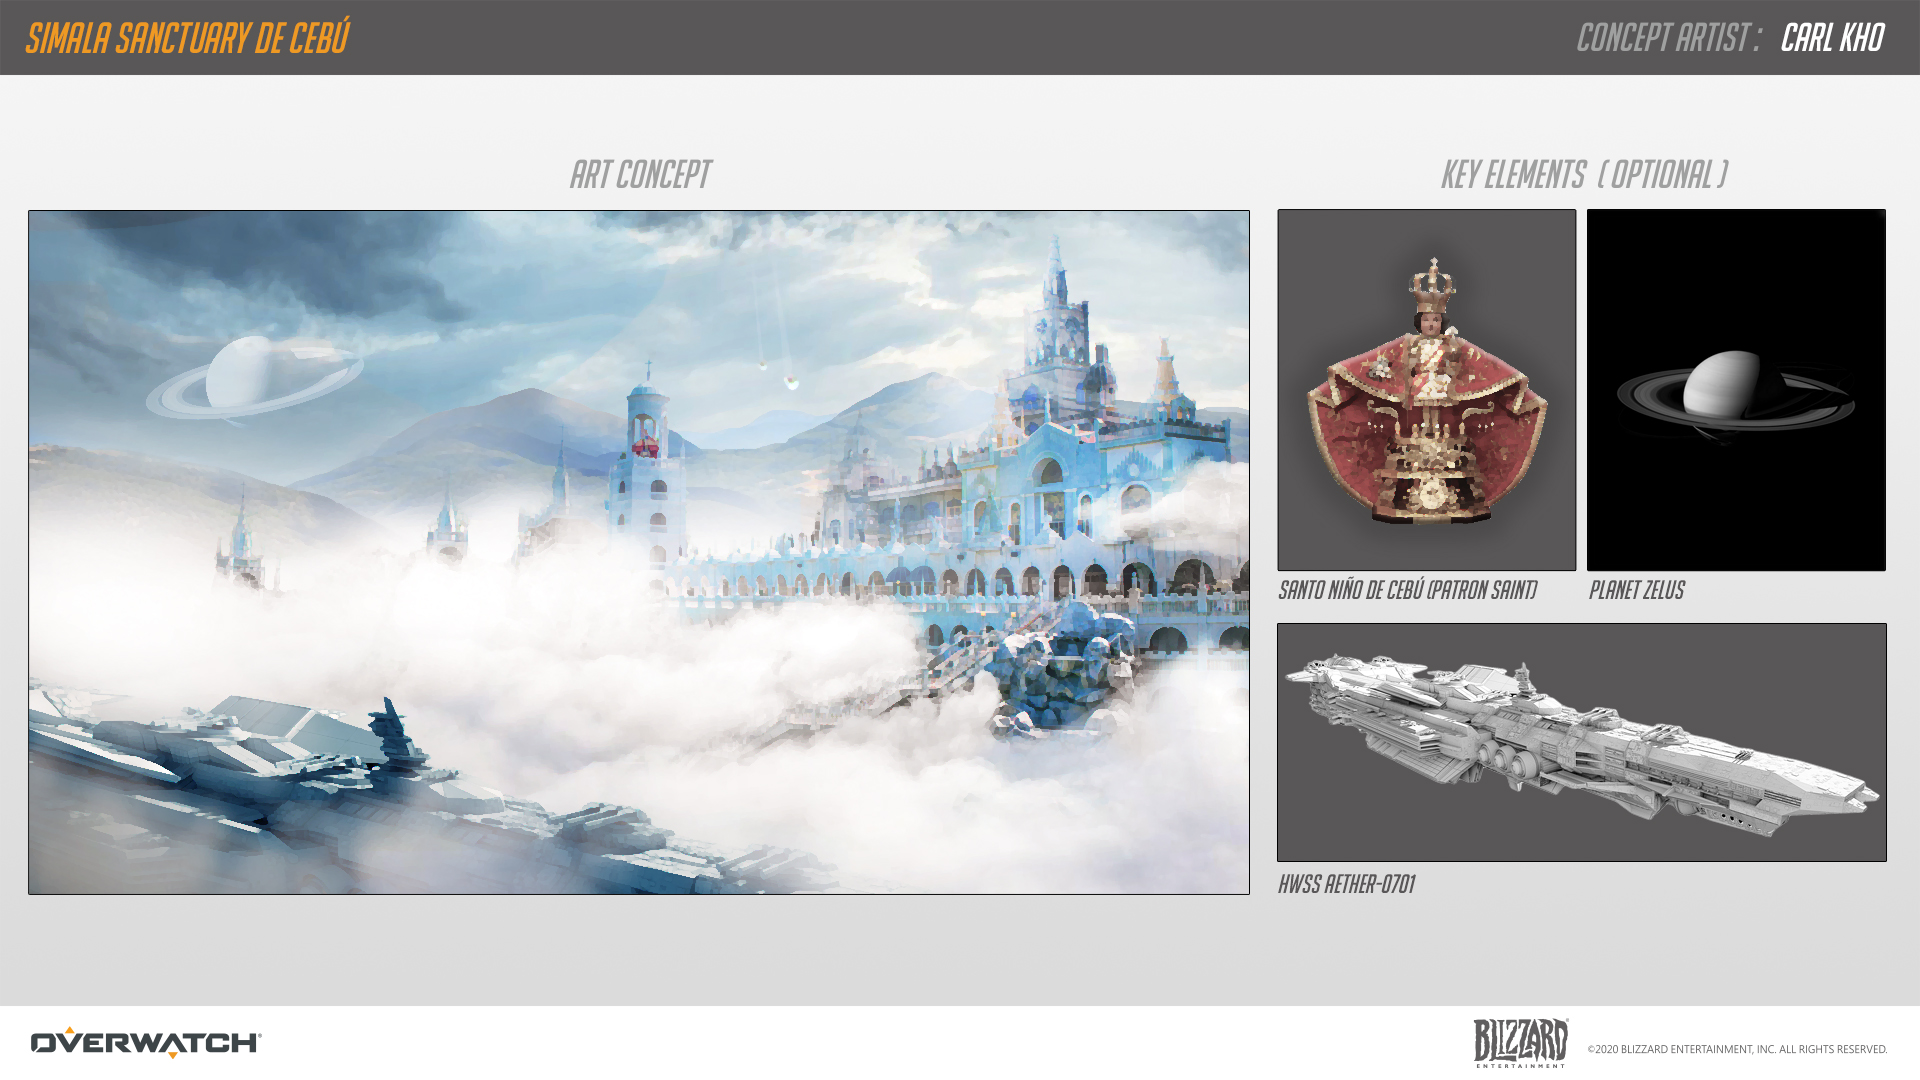 SIMALA SANCTUARY DE CEBÚ
CONCEPT ARTIST : CARL KHO
ART CONCEPT
KEY ELEMENTS ( OPTIONAL )
SANTO NIÑO DE CEBÚ (PATRON SAINT)
PLANET ZELUS
HWSS AETHER-0701
OVERWATCH
BLIZZARD
ENTERTAINMENT
©2020 BLIZZARD ENTERTAINMENT, INC. ALL RIGHTS RESERVED.